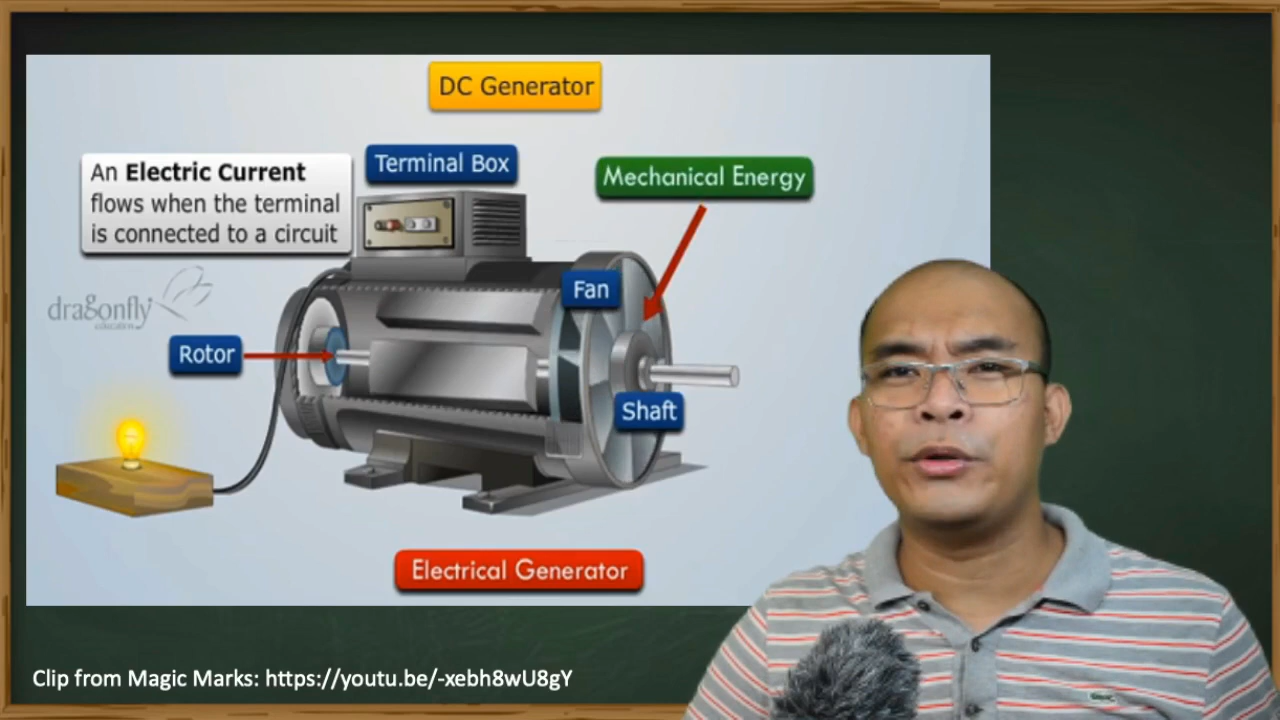 DC Generator
An Electric Current
flows when the terminal
is connected to a circuit
Terminal Box
Mechanical Energy
dragonfly
education
Fan
Rotor
Shaft
Electrical Generator
Clip from Magic Marks: https://youtu.be/-xebh8wU8gY